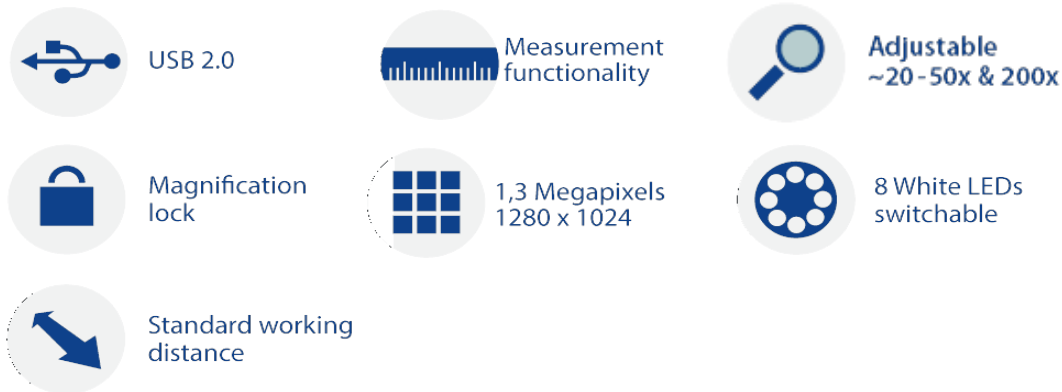 USB 2.0
Measurement
functionality
Adjustable
~20-50x & 200x
Magnification
lock
1,3 Megapixels
1280 x 1024
8 White LEDs
switchable
Standard working
distance